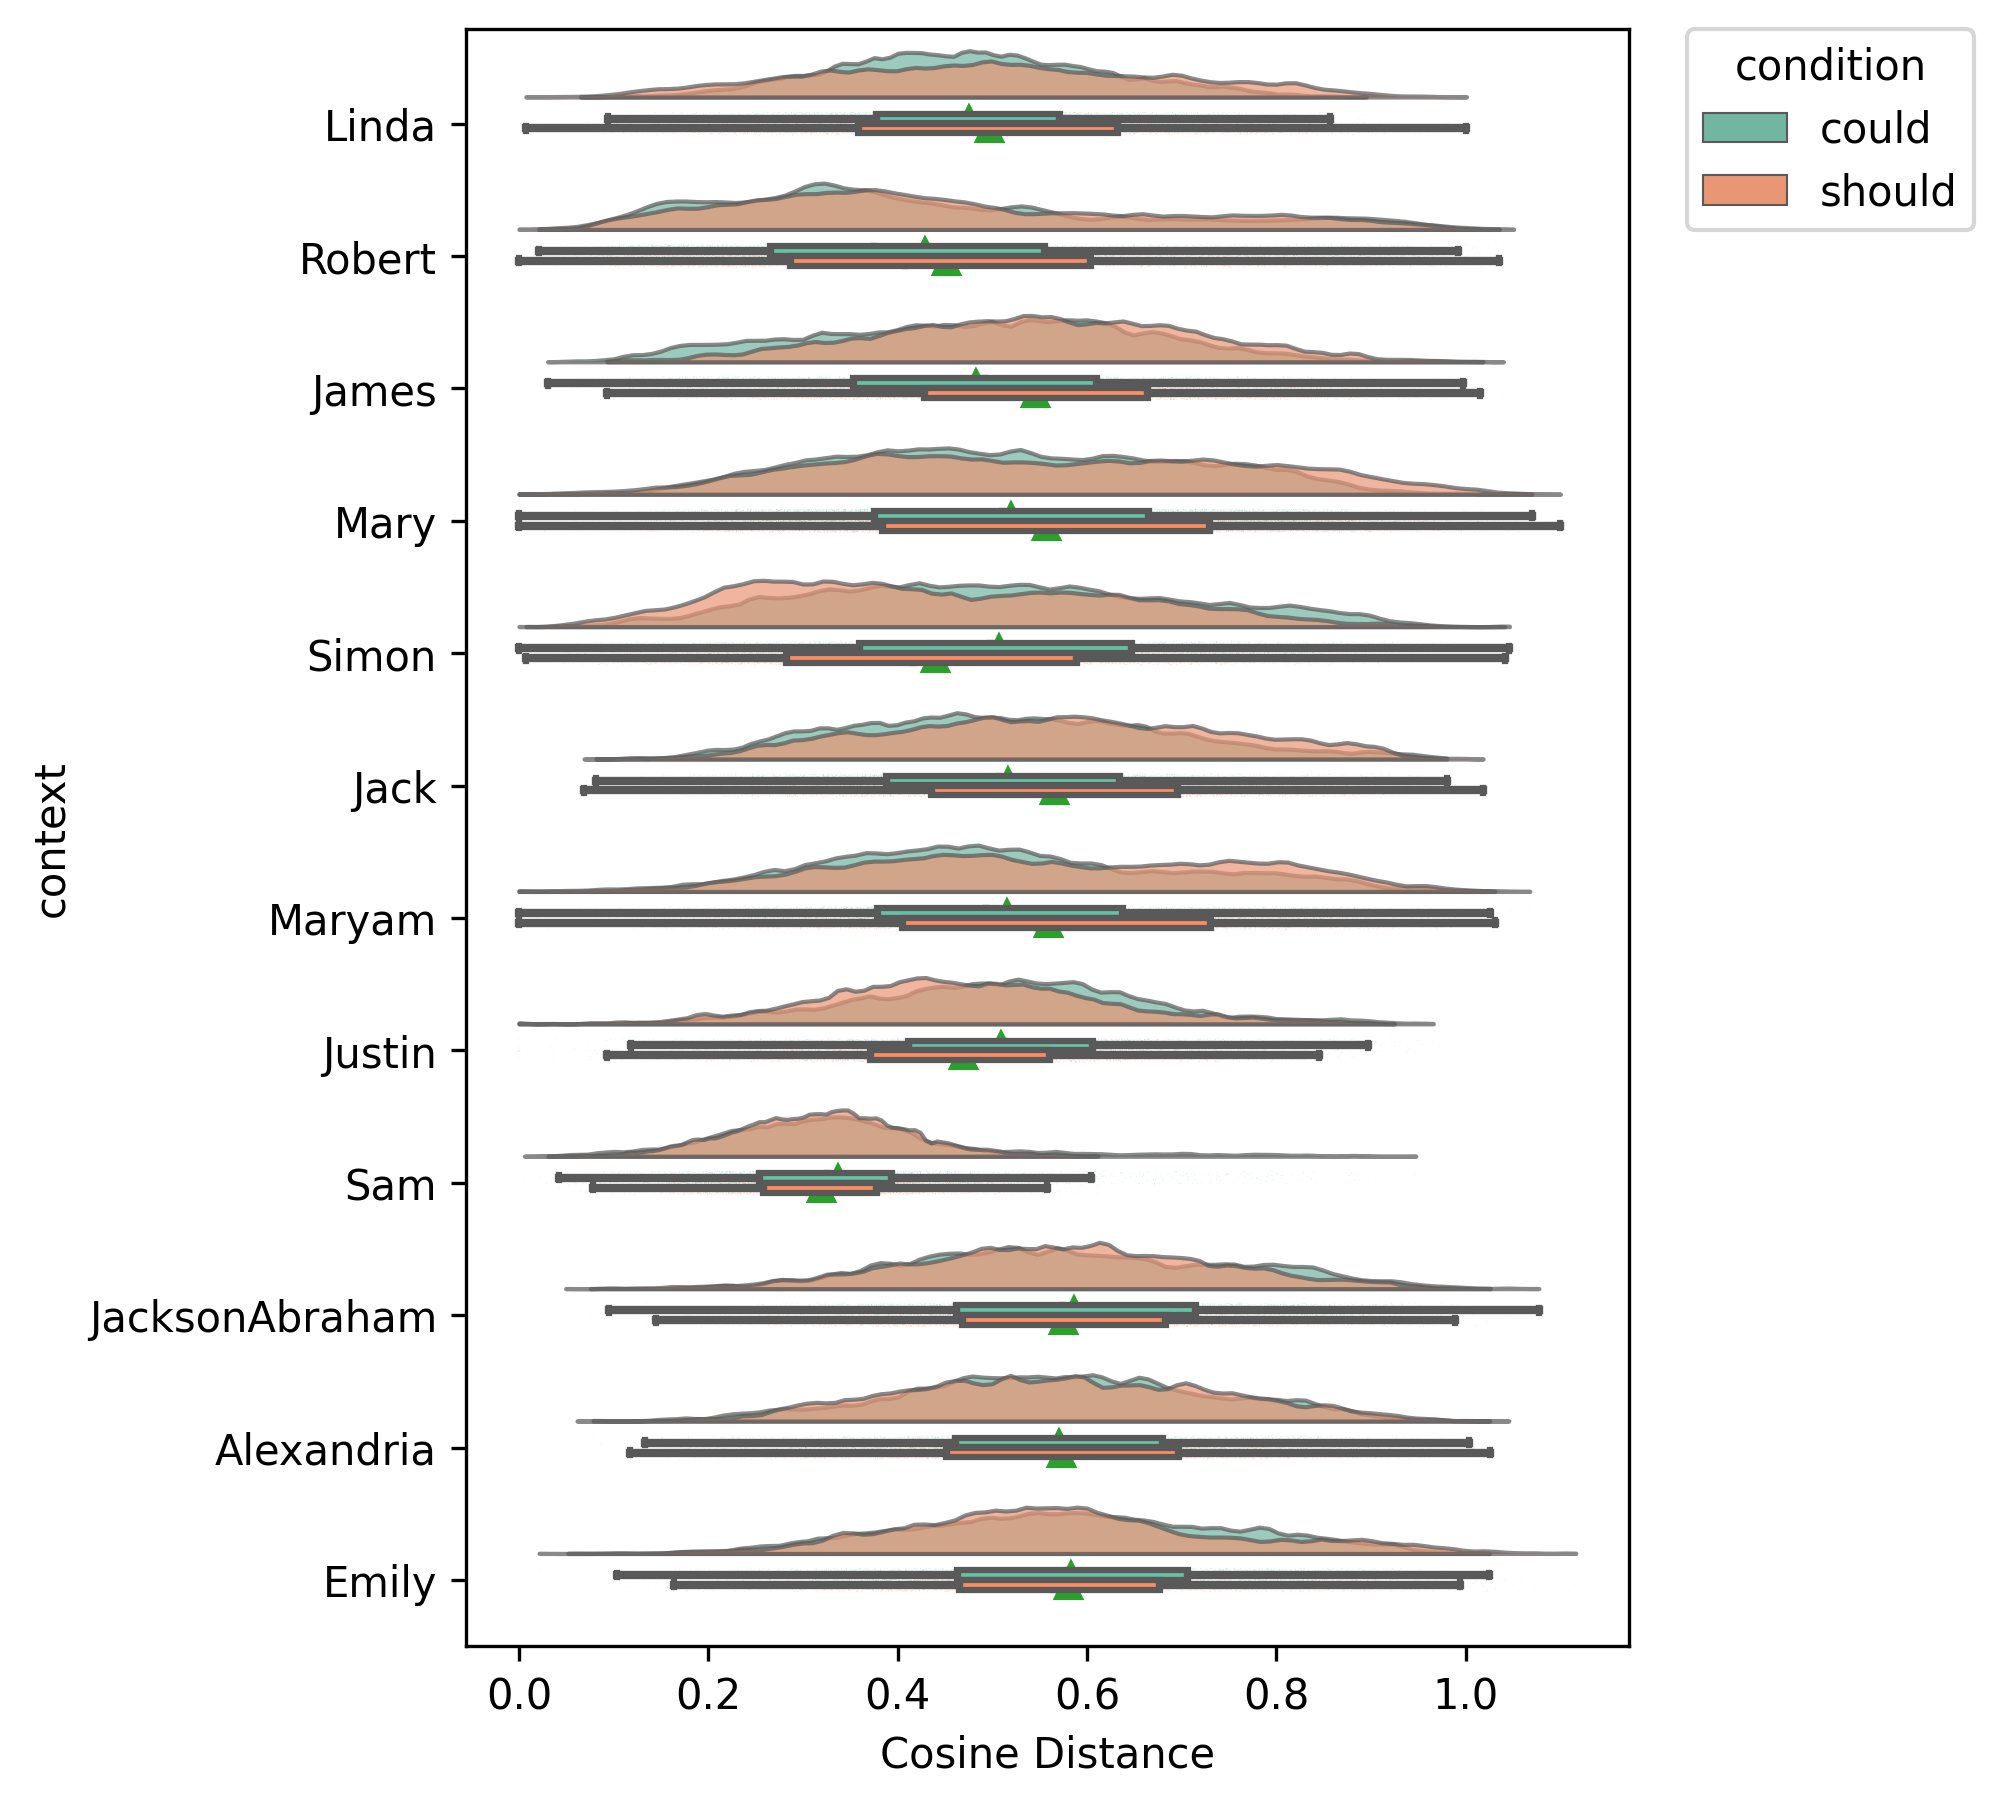 condition
could
should
context
Linda
Robert
James
Mary
Simon
Jack
Maryam
Justin
Sam
JacksonAbraham
Alexandria
Emily
0.0 0.2 0.4 0.6 0.8 1.0
Cosine Distance